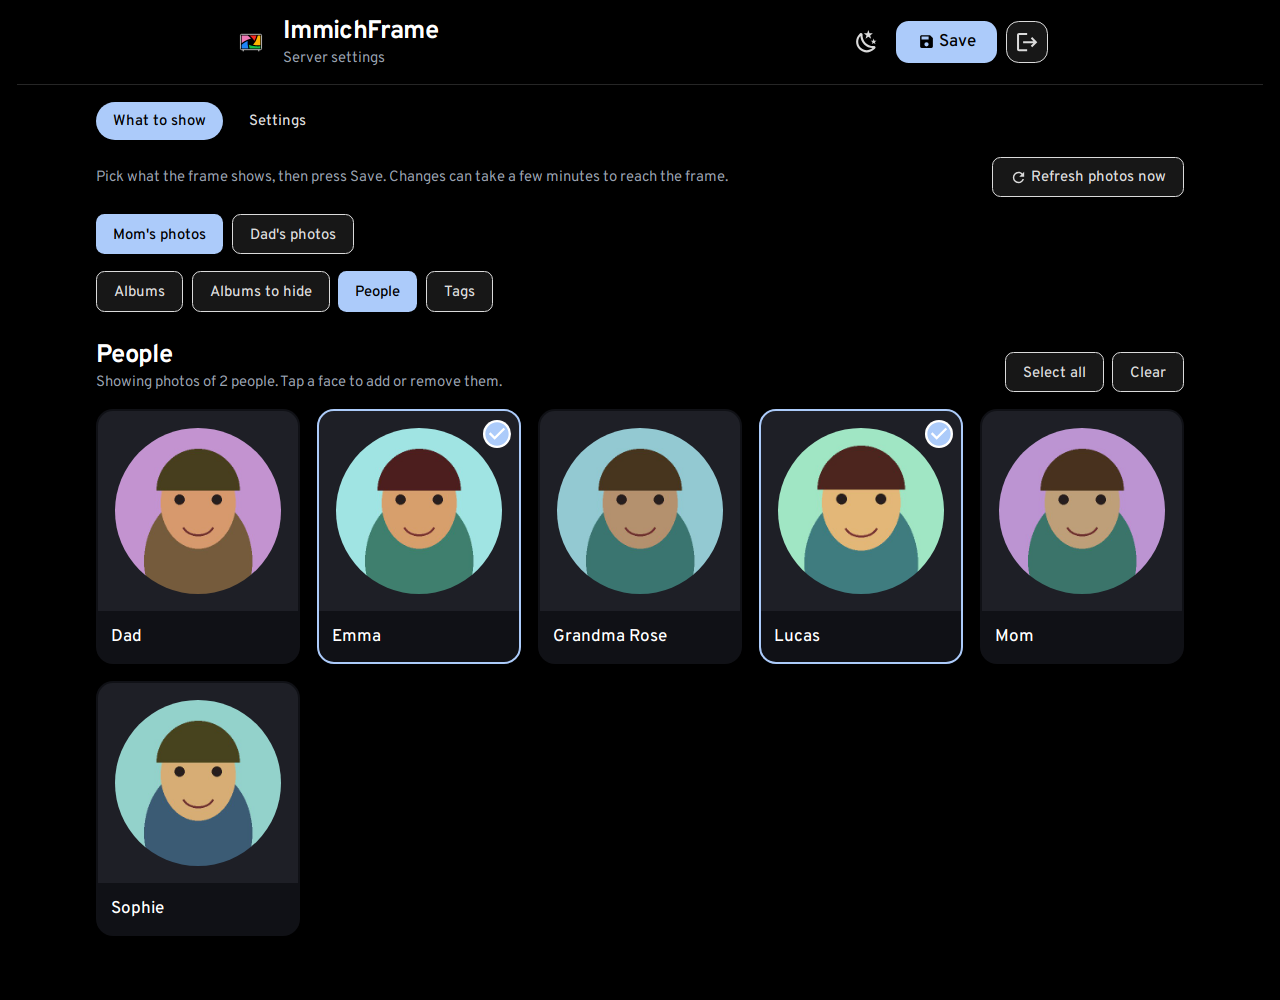 ImmichFrame
Server settings
Save
What to show
Settings
Pick what the frame shows, then press Save. Changes can take a few minutes to reach the frame.
Refresh photos now
Mom's photos
Dad's photos
Albums
Albums to hide
People
Tags
People
Showing photos of 2 people. Tap a face to add or remove them.
Select all
Clear
Dad
Emma
Grandma Rose
Lucas
Mom
Sophie